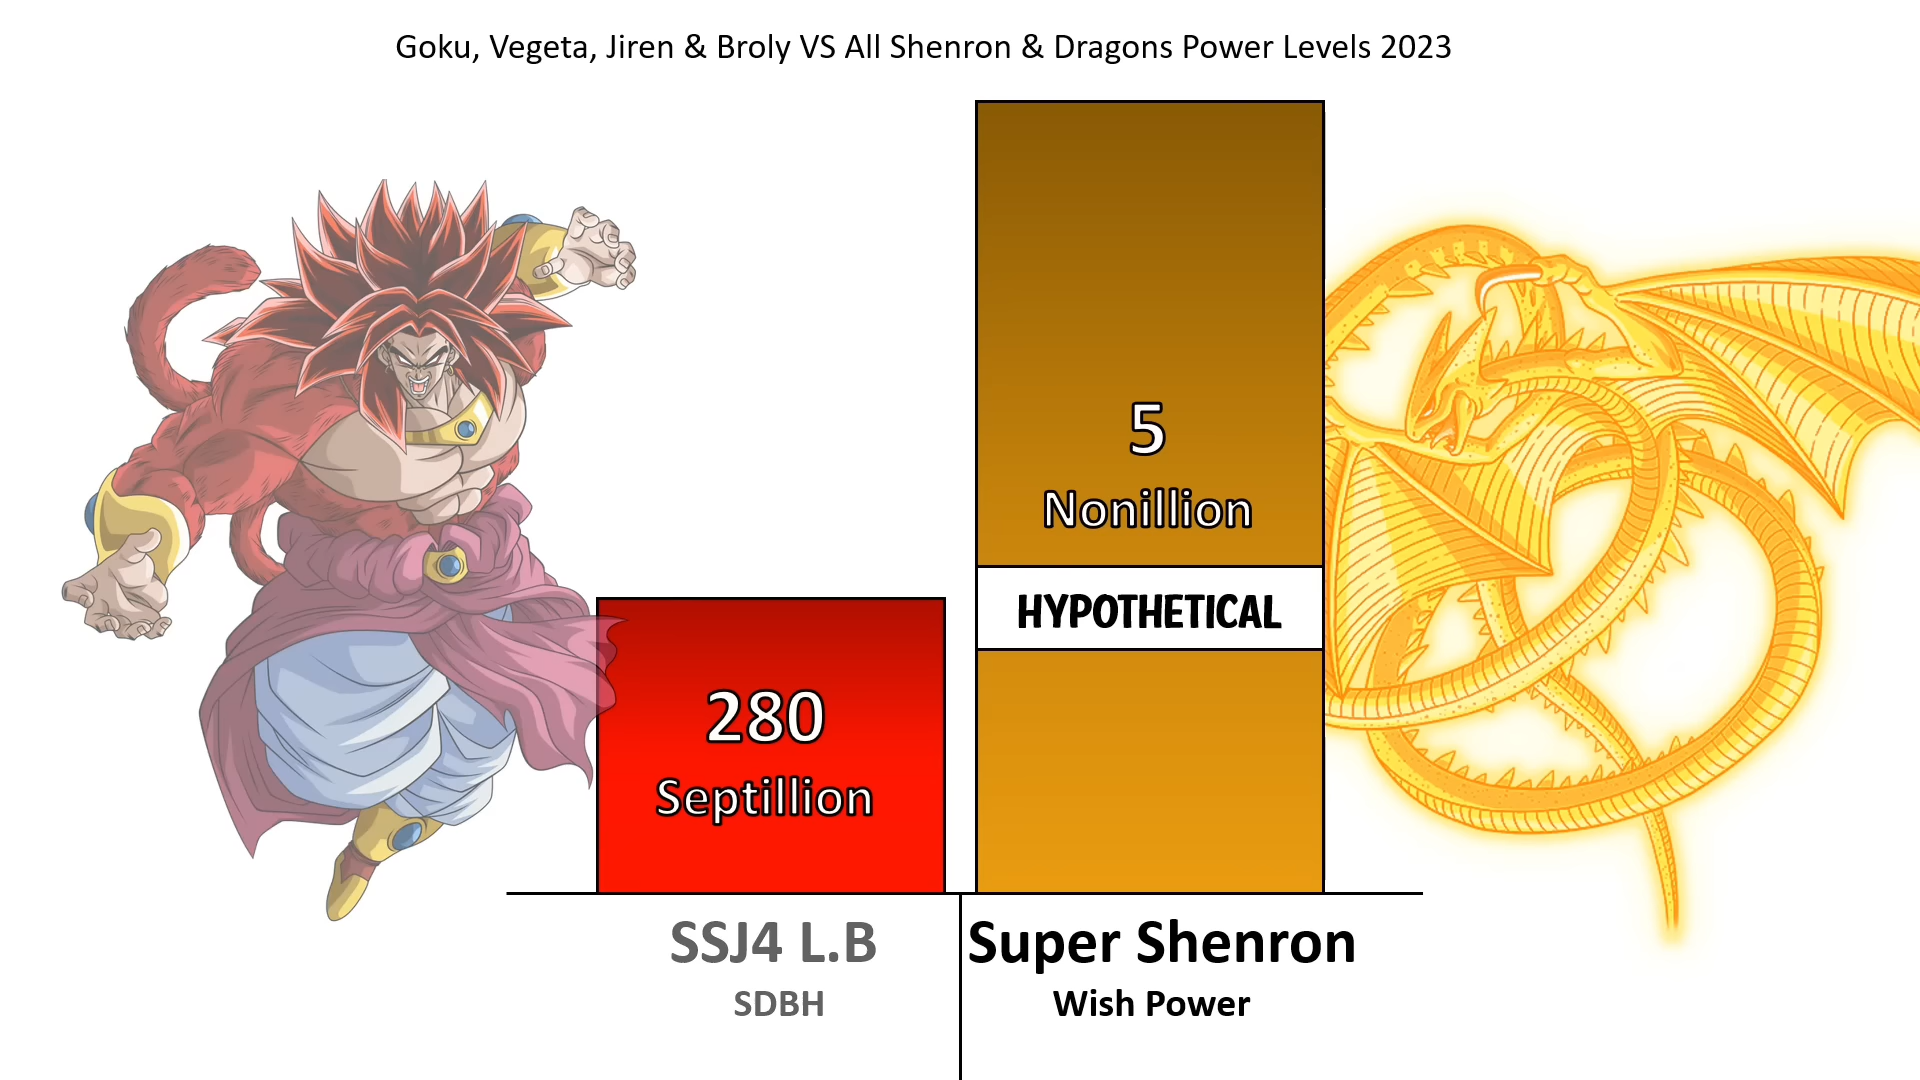 Goku, Vegeta, Jiren & Broly VS All Shenron & Dragons Power Levels 2023
5
Nonillion
HYPOTHETICAL
280
Septillion
SSJ4 L.B
SDBH
Super Shenron
Wish Power